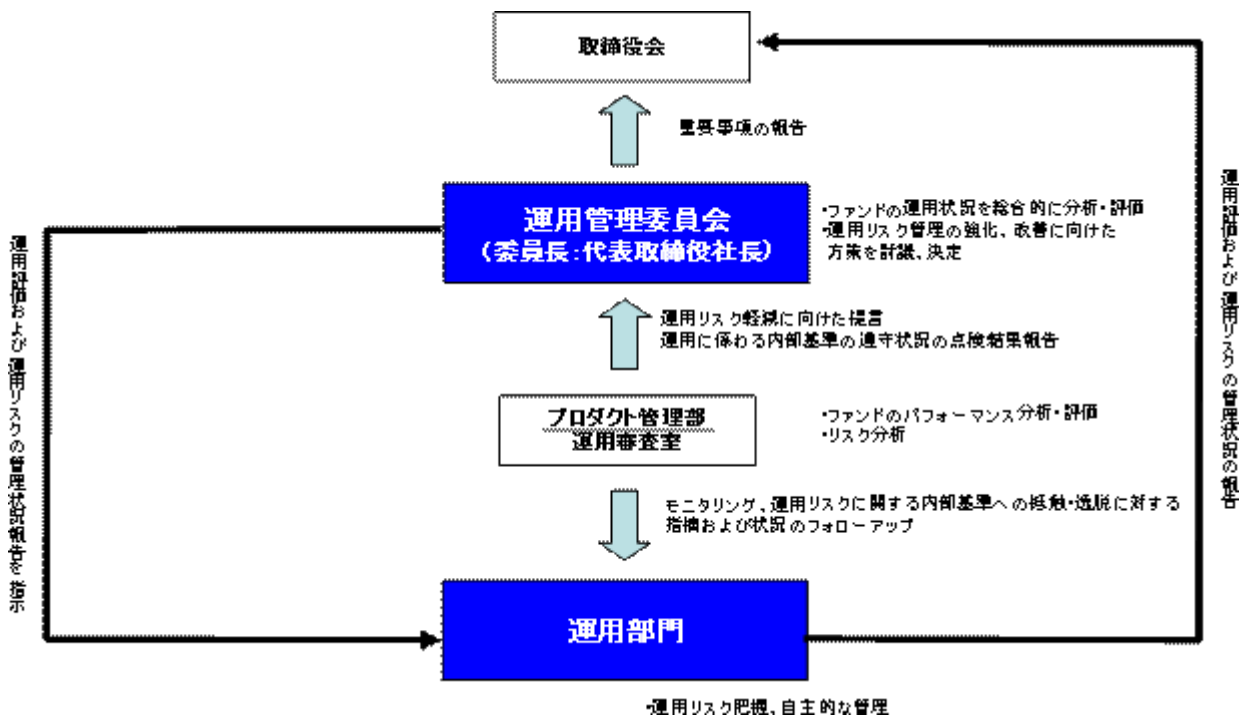 取締役会
重要事項の報告
運用管理委員会
(委員長:代表取締役社長)
・ファンドの運用状況を総合的に分析・評価
・運用リスク管理の強化、改善に向けた
方策を討議、決定
運用リスク軽減に向けた提言
運用に係わる内部基準の遵守状況の点検結果報告
プロダクト管理部
運用審査室
・ファンドのパフォーマンス分析・評価
・リスク分析
モニタリング、運用リスクに関する内部基準への抵触・逸脱に対する
指摘および状況のフォローアップ
運用部門
・運用リスク把握、自主的な管理
運用評価および運用リスクの管理状況報告を指示
運用評価および運用リスクの管理状況の報告